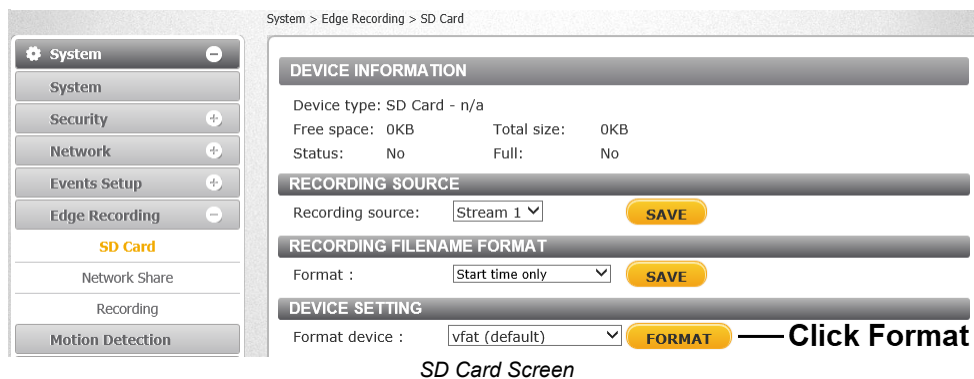 System > Edge Recording > SD Card
System
System
Security
Network
Events Setup
Edge Recording
SD Card
Network Share
Recording
Motion Detection
DEVICE INFORMATION
Device type: SD Card - n/a
Free space: 0KB Total size: 0KB
Status: No Full: No
RECORDING SOURCE
Recording source: Stream 1 SAVE
RECORDING FILENAME FORMAT
Format : Start time only SAVE
DEVICE SETTING
Format device : vfat (default) FORMAT Click Format
SD Card Screen